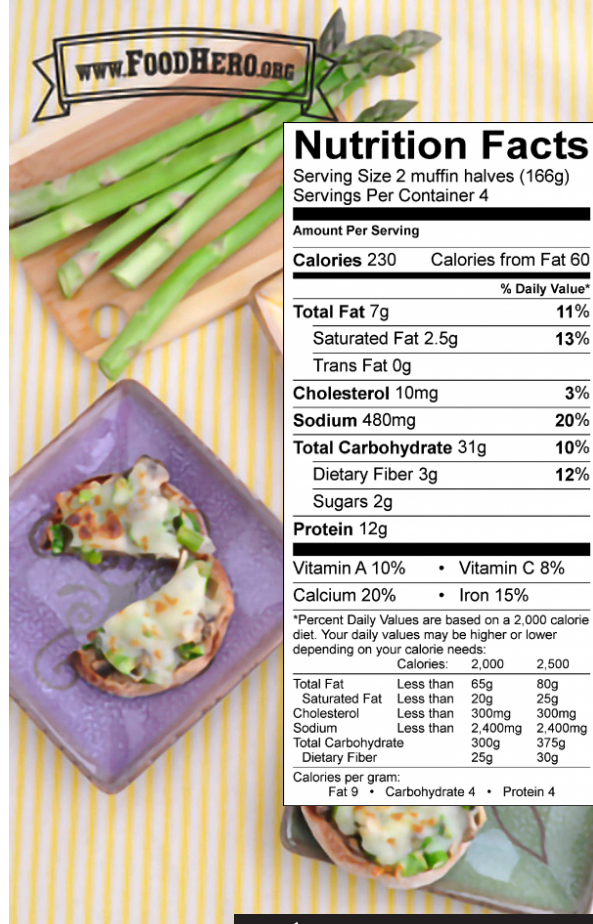 www.FOODHERO.ORG
Nutrition Facts
Serving Size 2 muffin halves (166g)
Servings Per Container 4
Amount Per Serving
Calories 230 Calories from Fat 60
% Daily Value*
Total Fat 7g 11%
Saturated Fat 2.5g 13%
Trans Fat 0g
Cholesterol 10mg 3%
Sodium 480mg 20%
Total Carbohydrate 31g 10%
Dietary Fiber 3g 12%
Sugars 2g
Protein 12g
Vitamin A 10% • Vitamin C 8%
Calcium 20% • Iron 15%
*Percent Daily Values are based on a 2,000 calorie
diet. Your daily values may be higher or lower
depending on your calorie needs:
Calories: 2,000 2,500
Total Fat Less than 65g 80g
Saturated Fat Less than 20g 25g
Cholesterol Less than 300mg 300mg
Sodium Less than 2,400mg 2,400mg
Total Carbohydrate 300g 375g
Dietary Fiber 25g 30g
Calories per gram:
Fat 9 • Carbohydrate 4 • Protein 4